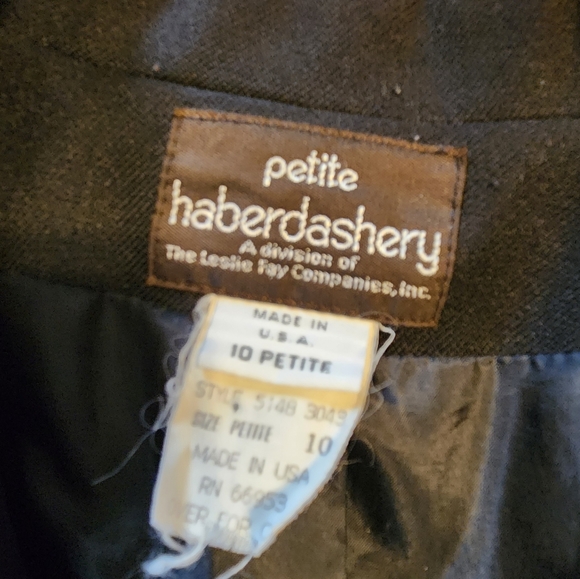 petite
haberdashery
A division of
The Leslie Fay Companies, Inc.
MADE IN
U.S.A.
10 PETITE
STYLE 5148 3049
SIZE PETITE 10
MADE IN USA
RN 66953